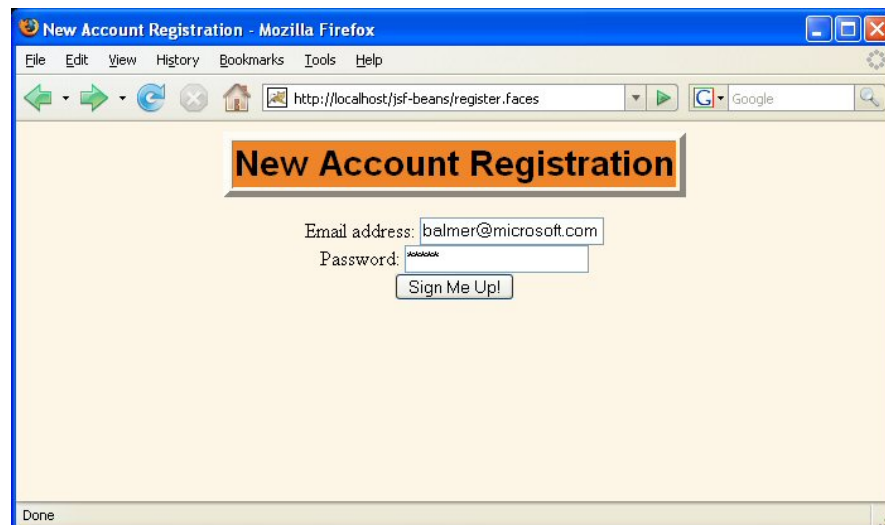 New Account Registration - Mozilla Firefox
File Edit View History Bookmarks Tools Help
http://localhost/jsf-beans/register.faces G Google
New Account Registration
Email address: balmer@microsoft.com
Password: ******
Sign Me Up!
Done